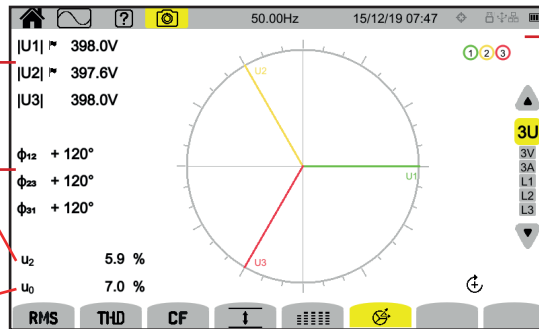 ? 50.00Hz 15/12/19 07:47
|U1| 398.0V
|U2| 397.6V
|U3| 398.0V
ϕ₁₂ + 120°
ϕ₂₃ + 120°
ϕ₃₁ + 120°
u₂ 5.9 %
u₀ 7.0 %
U2
U1
U3
1 2 3
3U
3V
3A
L1
L2
L3
RMS THD CF